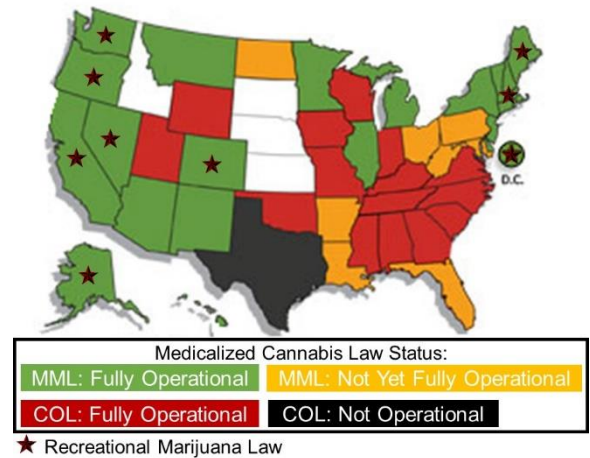 D.C.
Medicalized Cannabis Law Status:
MML: Fully Operational MML: Not Yet Fully Operational
COL: Fully Operational COL: Not Operational
Recreational Marijuana Law